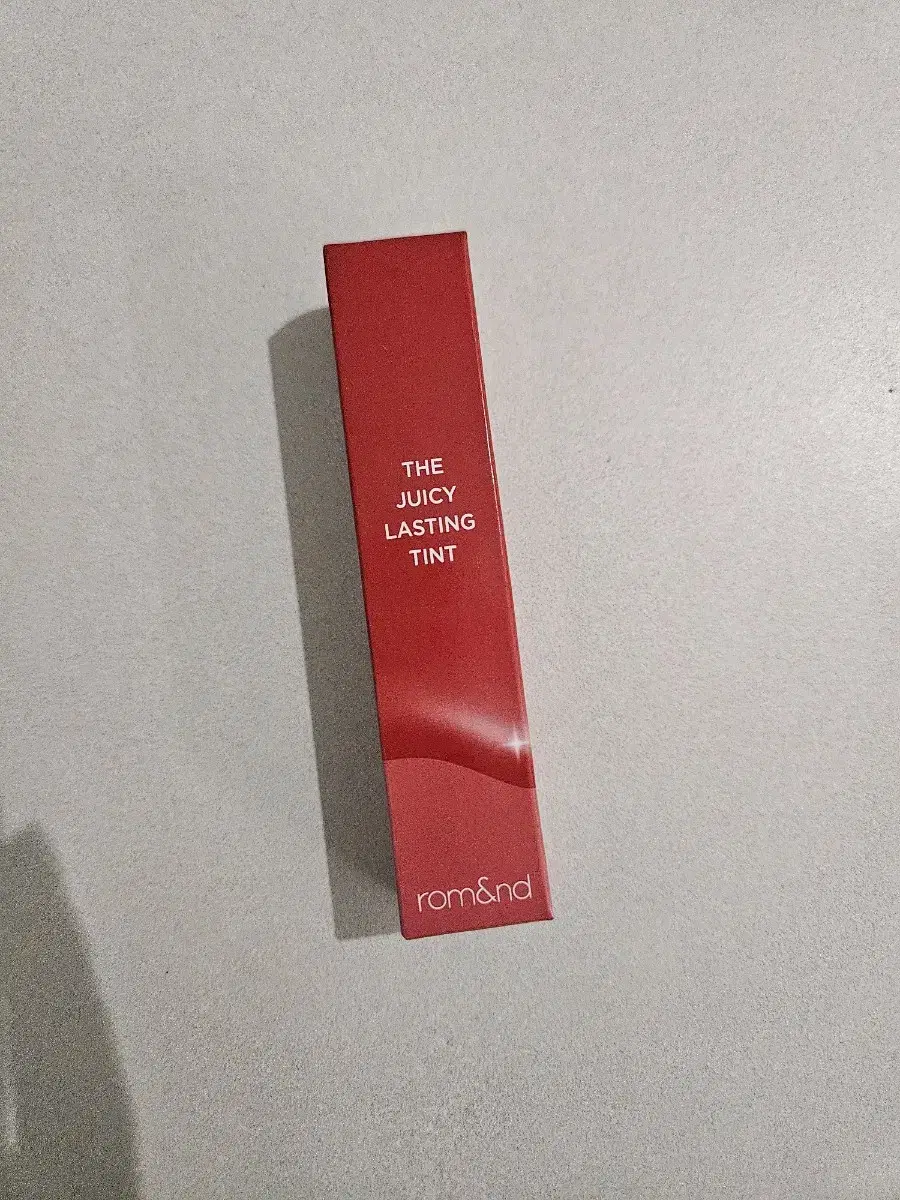 THE
JUICY
LASTING
TINT
rom&nd